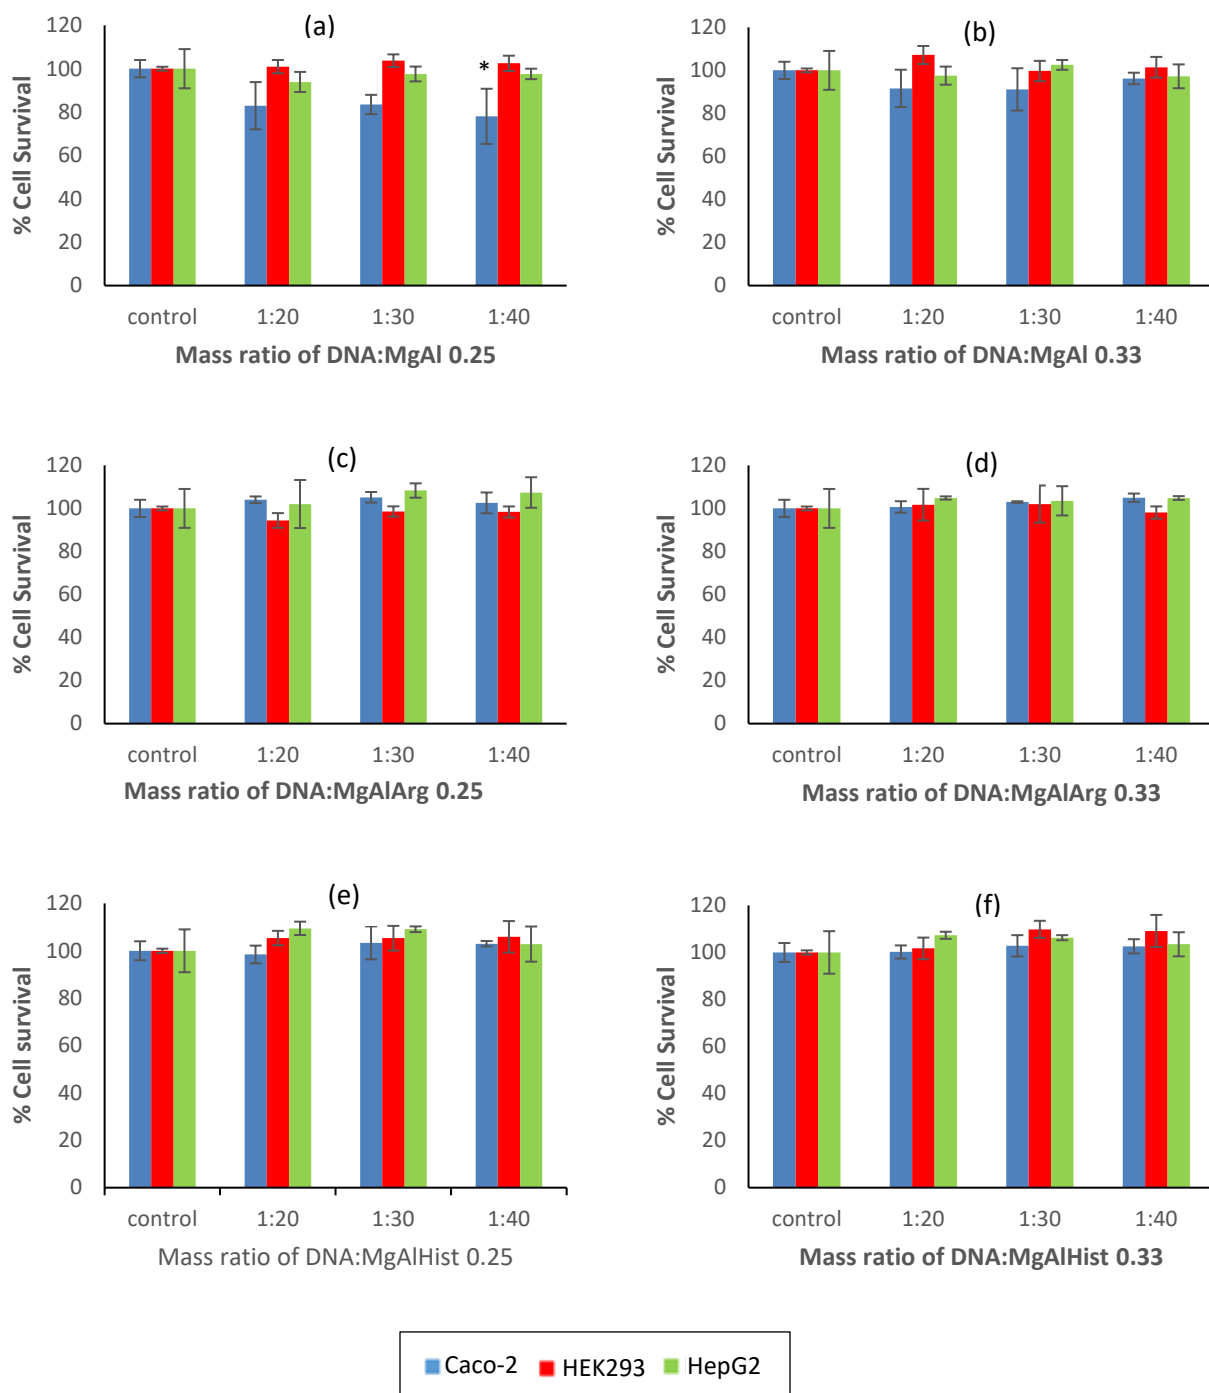 (a)
120
100
80
60
40
20
0
% Cell Survival
*
control 1:20 1:30 1:40
Mass ratio of DNA:MgAl 0.25
(b)
120
100
80
60
40
20
0
% Cell Survival
control 1:20 1:30 1:40
Mass ratio of DNA:MgAl 0.33
(c)
120
100
80
60
40
20
0
% Cell Survival
control 1:20 1:30 1:40
Mass ratio of DNA:MgAlArg 0.25
(d)
120
100
80
60
40
20
0
% Cell Survival
control 1:20 1:30 1:40
Mass ratio of DNA:MgAlArg 0.33
(e)
120
100
80
60
40
20
0
% Cell survival
control 1:20 1:30 1:40
Mass ratio of DNA:MgAlHist 0.25
(f)
120
100
80
60
40
20
0
% Cell Survival
control 1:20 1:30 1:40
Mass ratio of DNA:MgAlHist 0.33
Caco-2 HEK293 HepG2